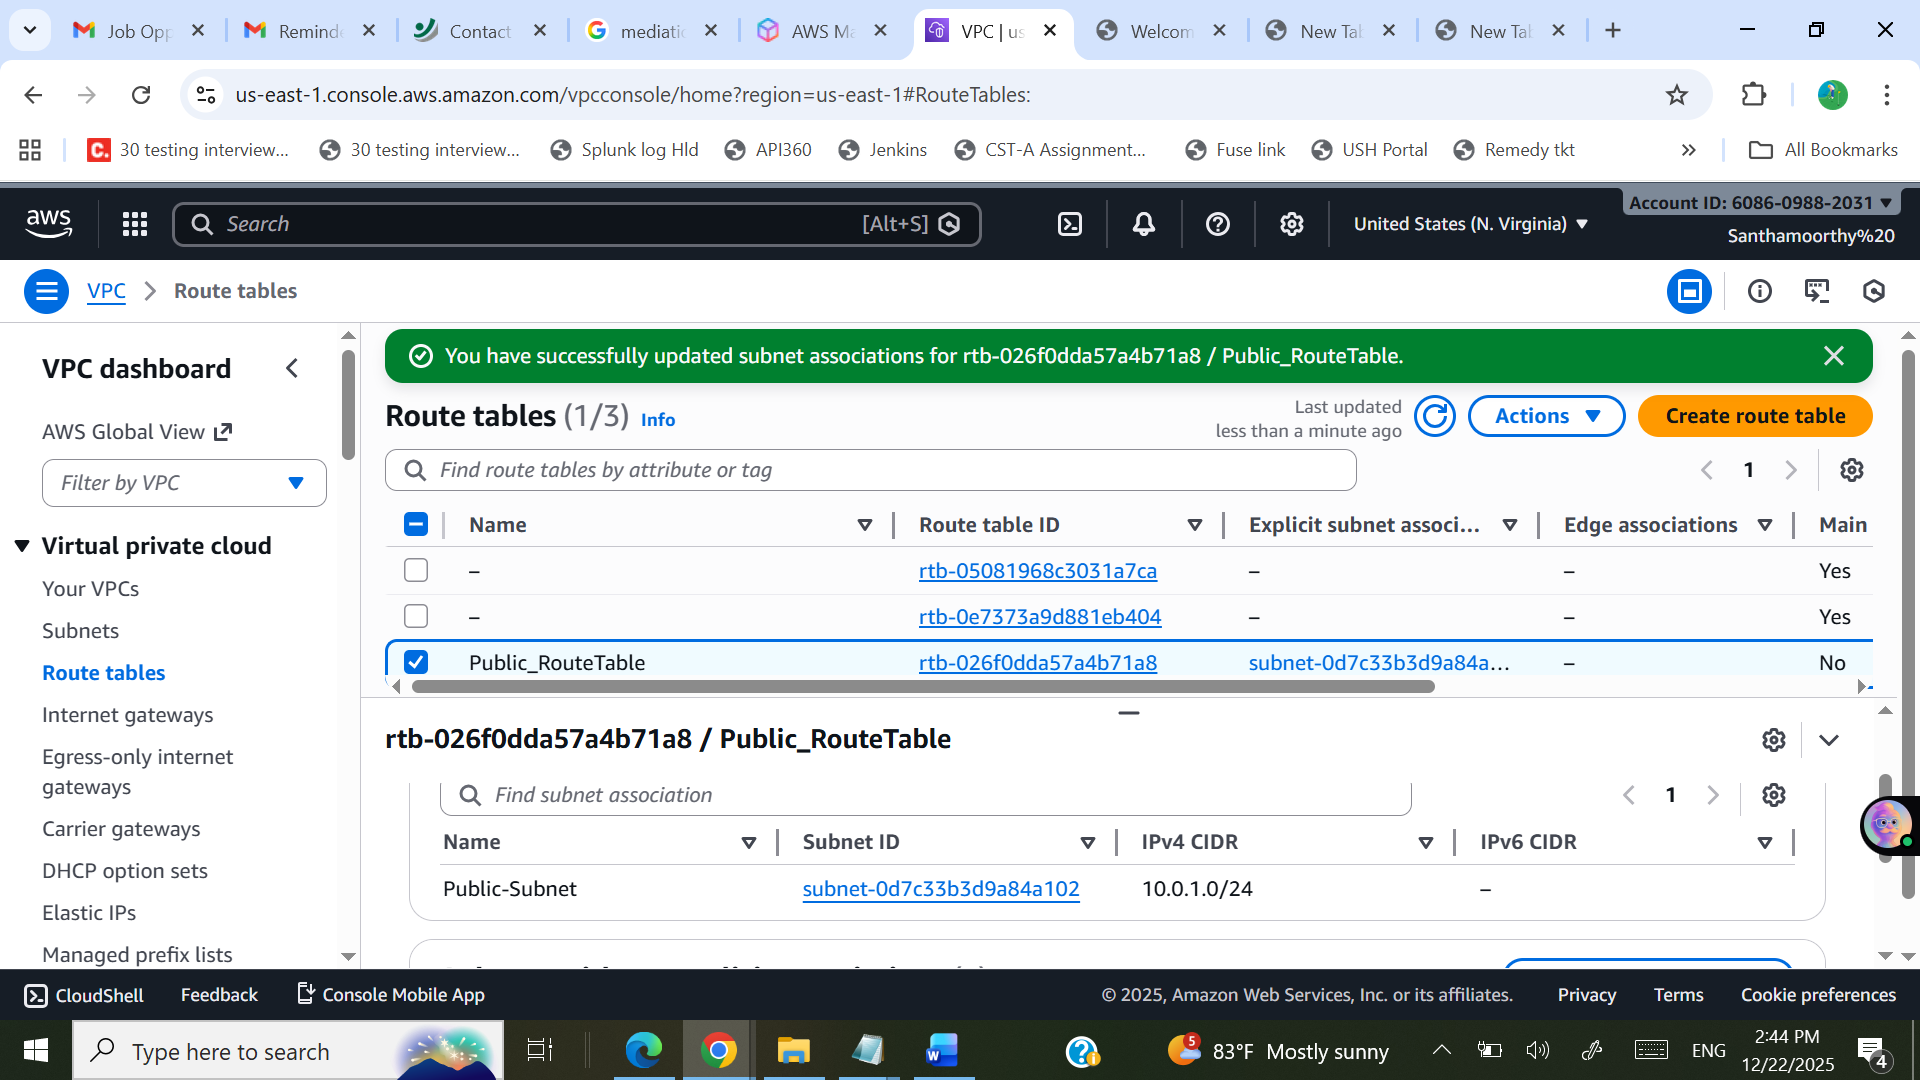 Job Opp
Remind
Contact
mediati
AWS Ma
VPC | us
Welcom
New Tab
New Tab
us-east-1.console.aws.amazon.com/vpcconsole/home?region=us-east-1#RouteTables:
30 testing interview...
30 testing interview...
Splunk log Hld
API360
Jenkins
CST-A Assignment...
Fuse link
USH Portal
Remedy tkt
»
All Bookmarks
aws
Search
[Alt+S]
United States (N. Virginia)
Account ID: 6086-0988-2031
Santhamoorthy%20
VPC
Route tables
VPC dashboard
AWS Global View
Filter by VPC
Virtual private cloud
Your VPCs
Subnets
Route tables
Internet gateways
Egress-only internet
gateways
Carrier gateways
DHCP option sets
Elastic IPs
Managed prefix lists
You have successfully updated subnet associations for rtb-026f0dda57a4b71a8 / Public_RouteTable.
Route tables (1/3) Info
Last updated
less than a minute ago
Actions
Create route table
Find route tables by attribute or tag
1
Name Route table ID Explicit subnet associ... Edge associations Main
– rtb-05081968c3031a7ca – – Yes
– rtb-0e7373a9d881eb404 – – Yes
Public_RouteTable rtb-026f0dda57a4b71a8 subnet-0d7c33b3d9a84a... – No
rtb-026f0dda57a4b71a8 / Public_RouteTable
Find subnet association
1
Name Subnet ID IPv4 CIDR IPv6 CIDR
Public-Subnet subnet-0d7c33b3d9a84a102 10.0.1.0/24 –
CloudShell
Feedback
Console Mobile App
© 2025, Amazon Web Services, Inc. or its affiliates.
Privacy
Terms
Cookie preferences
Type here to search
5
83°F Mostly sunny
ENG
2:44 PM
12/22/2025
4